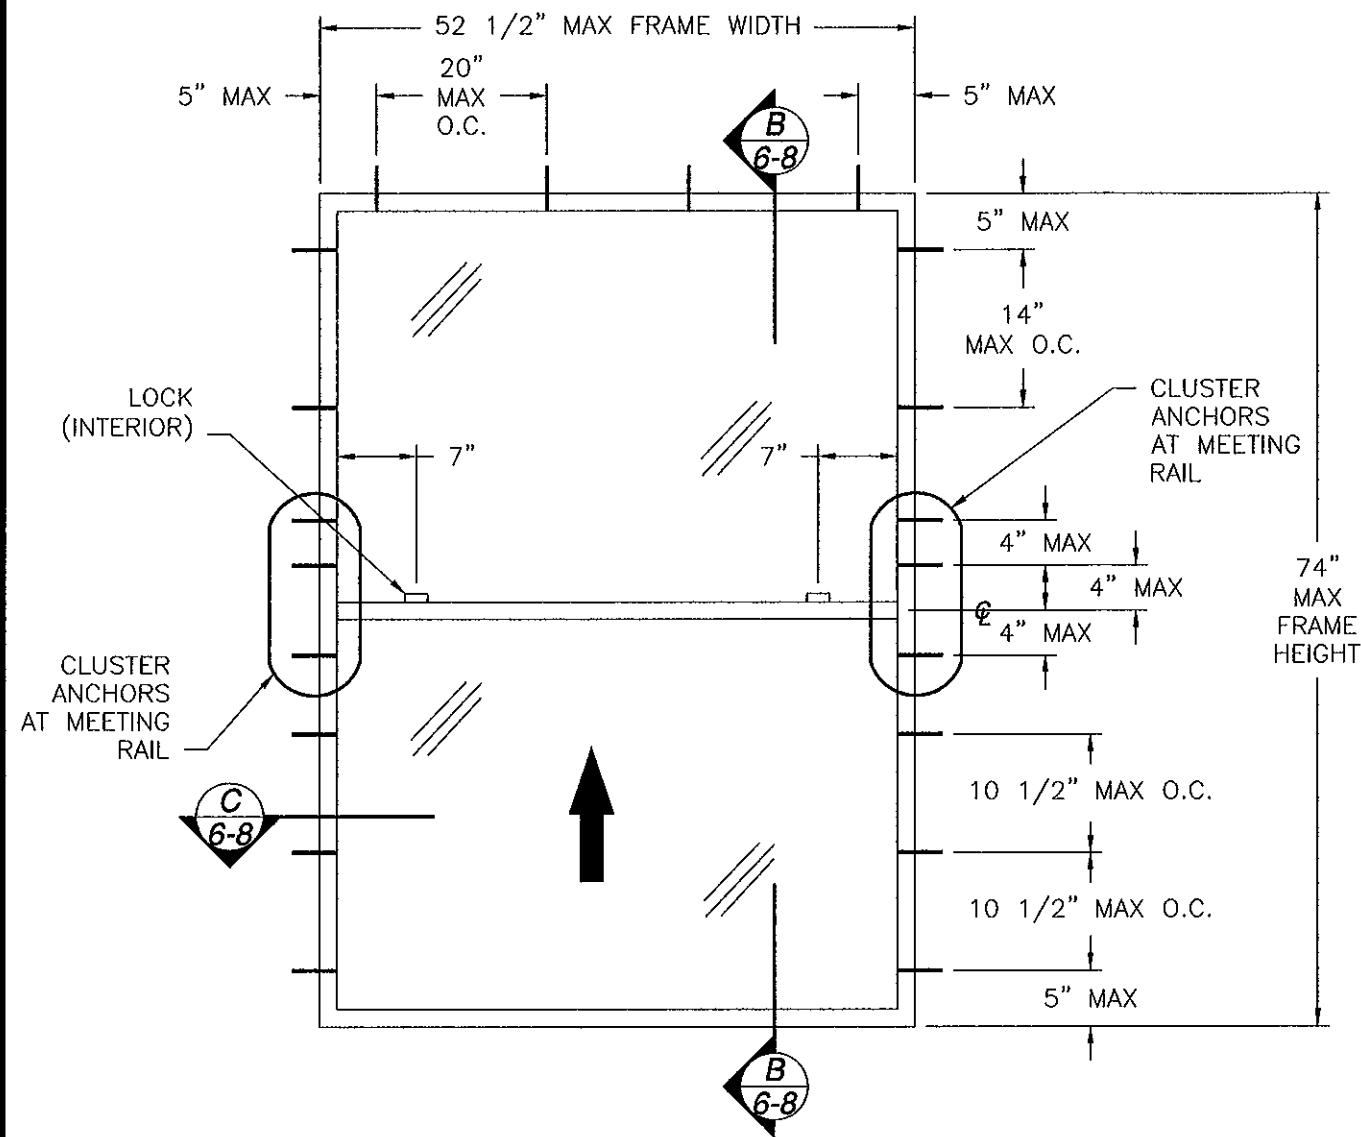 52 1/2" MAX FRAME WIDTH
5" MAX
20"
MAX
O.C.
5" MAX
B
6-8
5" MAX
14"
MAX O.C.
LOCK
(INTERIOR)
7"
7"
CLUSTER
ANCHORS
AT MEETING
RAIL
4" MAX
4" MAX
℄
4" MAX
74"
MAX
FRAME
HEIGHT
CLUSTER
ANCHORS
AT MEETING
RAIL
C
6-8
10 1/2" MAX O.C.
10 1/2" MAX O.C.
5" MAX
B
6-8